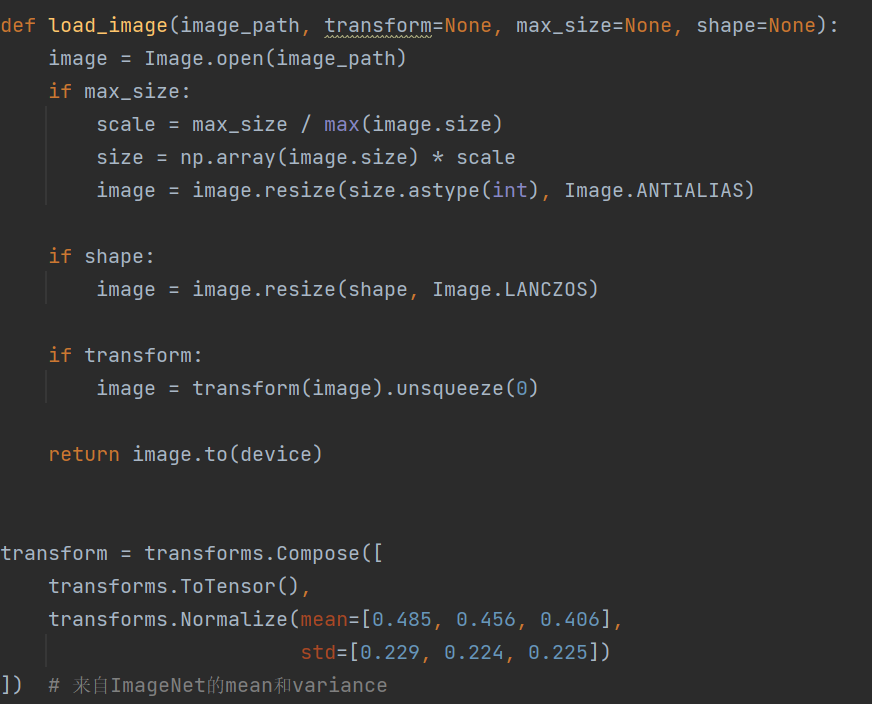 def load_image(image_path, transform=None, max_size=None, shape=None):
    image = Image.open(image_path)
    if max_size:
        scale = max_size / max(image.size)
        size = np.array(image.size) * scale
        image = image.resize(size.astype(int), Image.ANTIALIAS)
    if shape:
        image = image.resize(shape, Image.LANCZOS)
    if transform:
        image = transform(image).unsqueeze(0)
    return image.to(device)
transform = transforms.Compose([
    transforms.ToTensor(),
    transforms.Normalize(mean=[0.485, 0.456, 0.406],
                         std=[0.229, 0.224, 0.225])
])  # 来自ImageNet的mean和variance